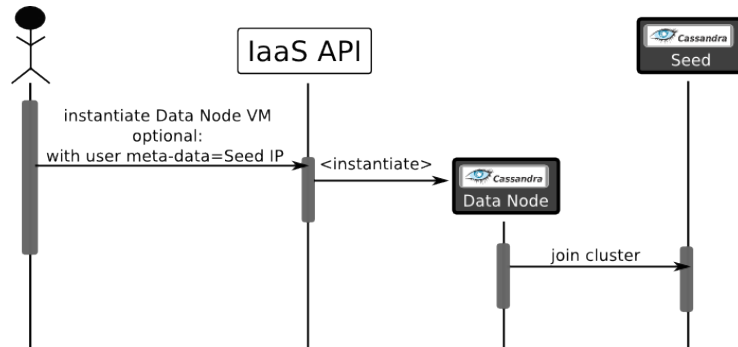 IaaS API
Cassandra
Seed
instantiate Data Node VM
optional:
with user meta-data=Seed IP
<instantiate>
Cassandra
Data Node
join cluster